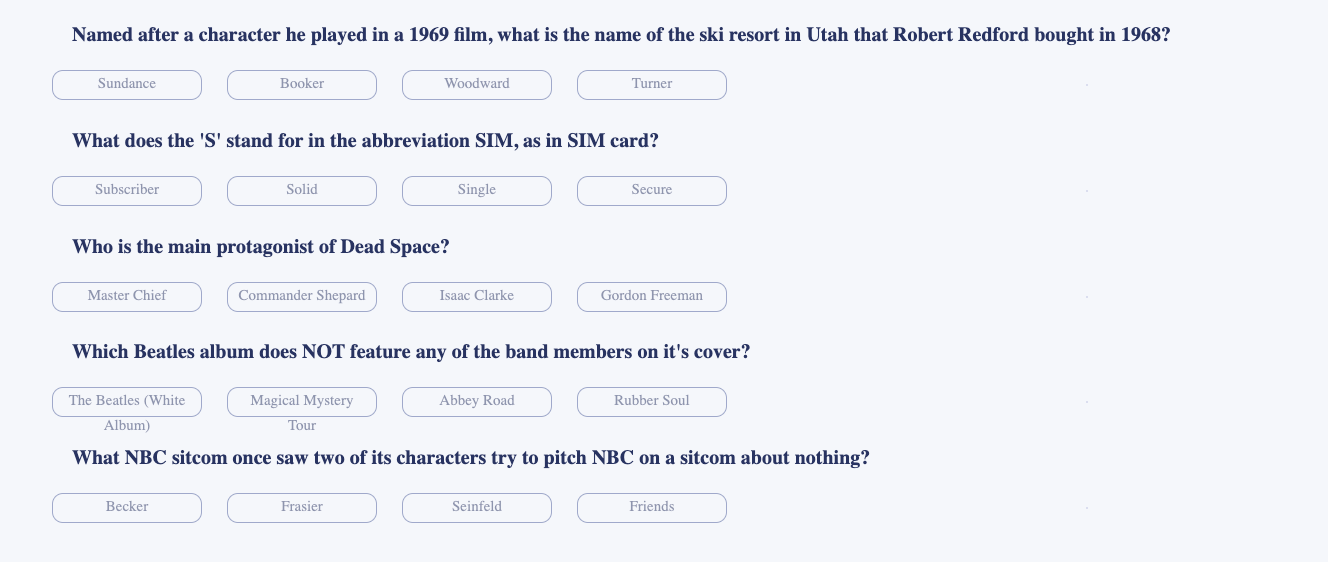 Named after a character he played in a 1969 film, what is the name of the ski resort in Utah that Robert Redford bought in 1968?
Sundance Booker Woodward Turner
What does the 'S' stand for in the abbreviation SIM, as in SIM card?
Subscriber Solid Single Secure
Who is the main protagonist of Dead Space?
Master Chief Commander Shepard Isaac Clarke Gordon Freeman
Which Beatles album does NOT feature any of the band members on it's cover?
The Beatles (White Magical Mystery Abbey Road Rubber Soul
Album) Tour
What NBC sitcom once saw two of its characters try to pitch NBC on a sitcom about nothing?
Becker Frasier Seinfeld Friends